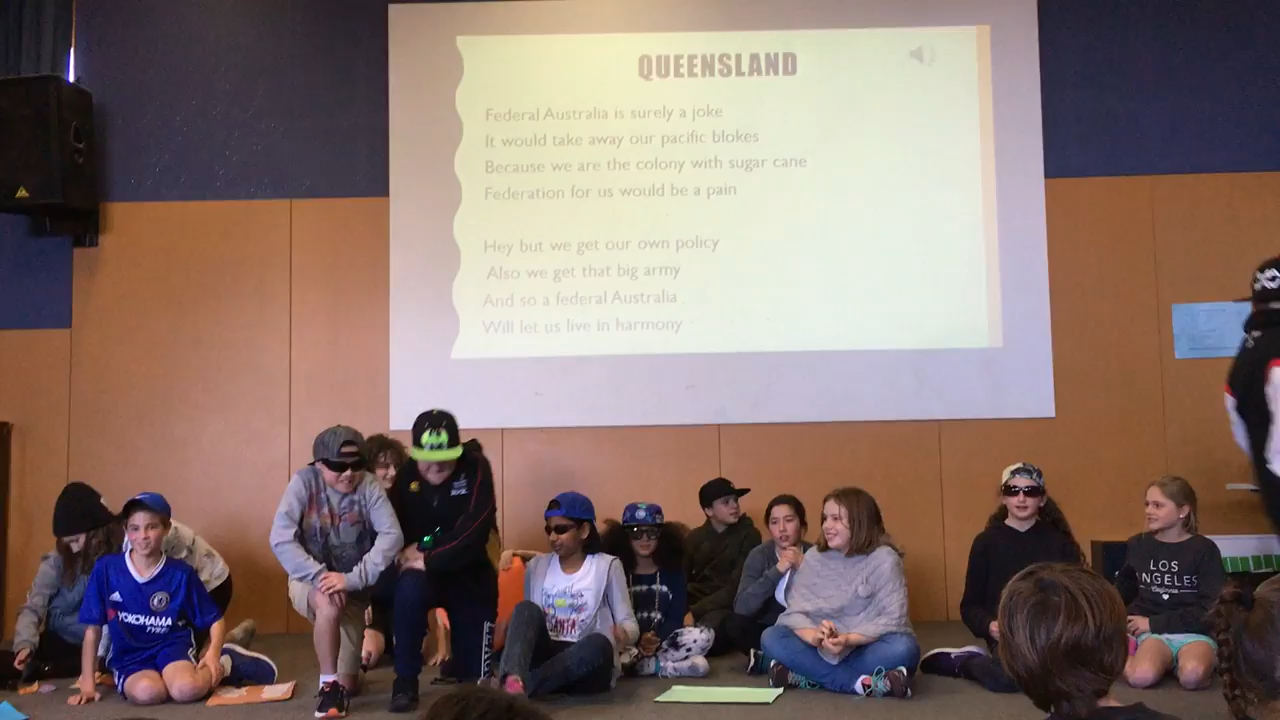 QUEENSLAND
Federal Australia is surely a joke
It would take away our pacific blokes
Because we are the colony with sugar cane
Federation for us would be a pain
Hey but we get our own policy
Also we get that big army
And so a federal Australia
Will let us live in harmony
YOKOHAMA
TYRES
LOS
ANGELES